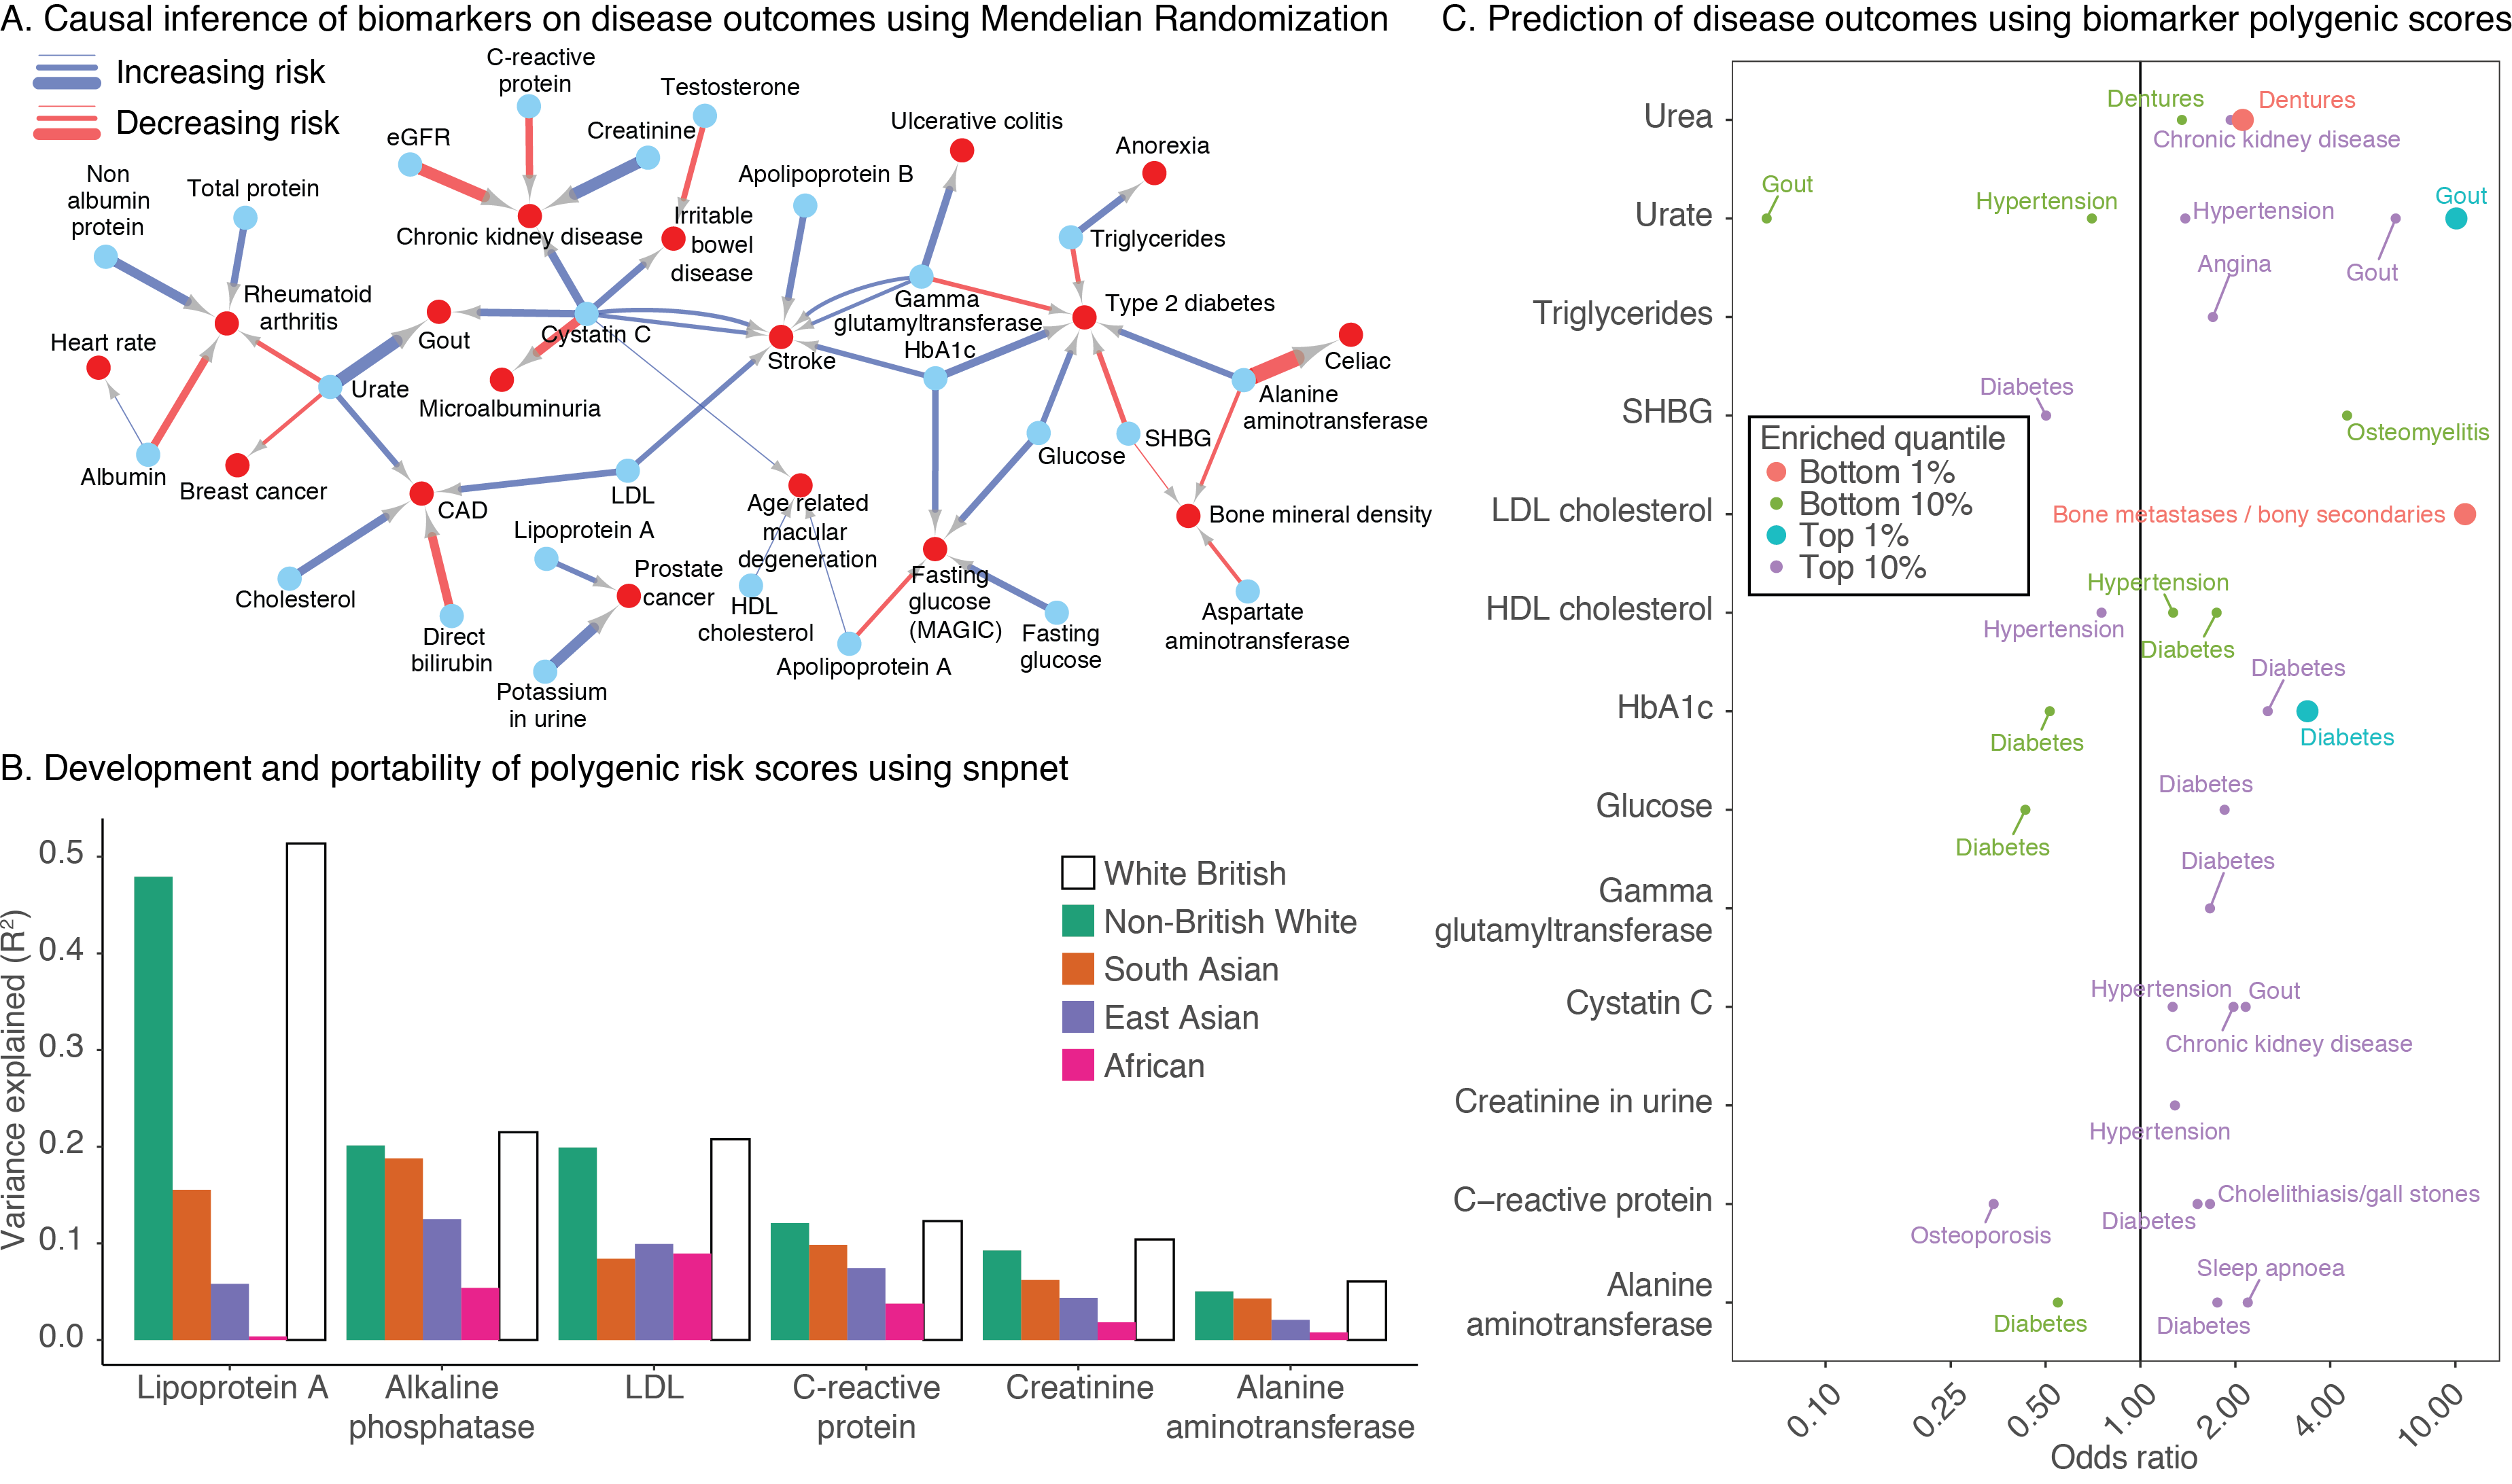 A. Causal inference of biomarkers on disease outcomes using Mendelian Randomization
Increasing risk
Decreasing risk
C-reactive
protein
Testosterone
eGFR
Creatinine
Ulcerative colitis
Anorexia
Non
albumin
protein
Total protein
Apolipoprotein B
Irritable
bowel
disease
Chronic kidney disease
Triglycerides
Rheumatoid
arthritis
Gamma
glutamyltransferase
HbA1c
Type 2 diabetes
Heart rate
Gout
Cystatin C
Stroke
Celiac
Urate
Microalbuminuria
Alanine
aminotransferase
Albumin
Breast cancer
CAD
LDL
Glucose
SHBG
Age related
macular
degeneration
Bone mineral density
Lipoprotein A
Prostate
cancer
Cholesterol
Direct
bilirubin
HDL
cholesterol
Fasting
glucose
(MAGIC)
Fasting
glucose
Aspartate
aminotransferase
Apolipoprotein A
Potassium
in urine
B. Development and portability of polygenic risk scores using snpnet
Variance explained (R²)
0.5
0.4
0.3
0.2
0.1
0.0
White British
Non-British White
South Asian
East Asian
African
Lipoprotein A
Alkaline
phosphatase
LDL
C-reactive
protein
Creatinine
Alanine
aminotransferase
C. Prediction of disease outcomes using biomarker polygenic scores
Urea
Dentures
Dentures
Chronic kidney disease
Urate
Gout
Hypertension
Hypertension
Gout
Gout
Triglycerides
Angina
SHBG
Diabetes
Osteomyelitis
Enriched quantile
Bottom 1%
Bottom 10%
Top 1%
Top 10%
LDL cholesterol
Bone metastases / bony secondaries
HDL cholesterol
Hypertension
Hypertension
Diabetes
HbA1c
Diabetes
Diabetes
Diabetes
Glucose
Diabetes
Diabetes
Gamma
glutamyltransferase
Diabetes
Cystatin C
Hypertension
Gout
Chronic kidney disease
Creatinine in urine
Hypertension
C−reactive protein
Cholelithiasis/gall stones
Osteoporosis
Diabetes
Alanine
aminotransferase
Sleep apnoea
Diabetes
Diabetes
0.10
0.25
0.50
1.00
2.00
4.00
10.00
Odds ratio